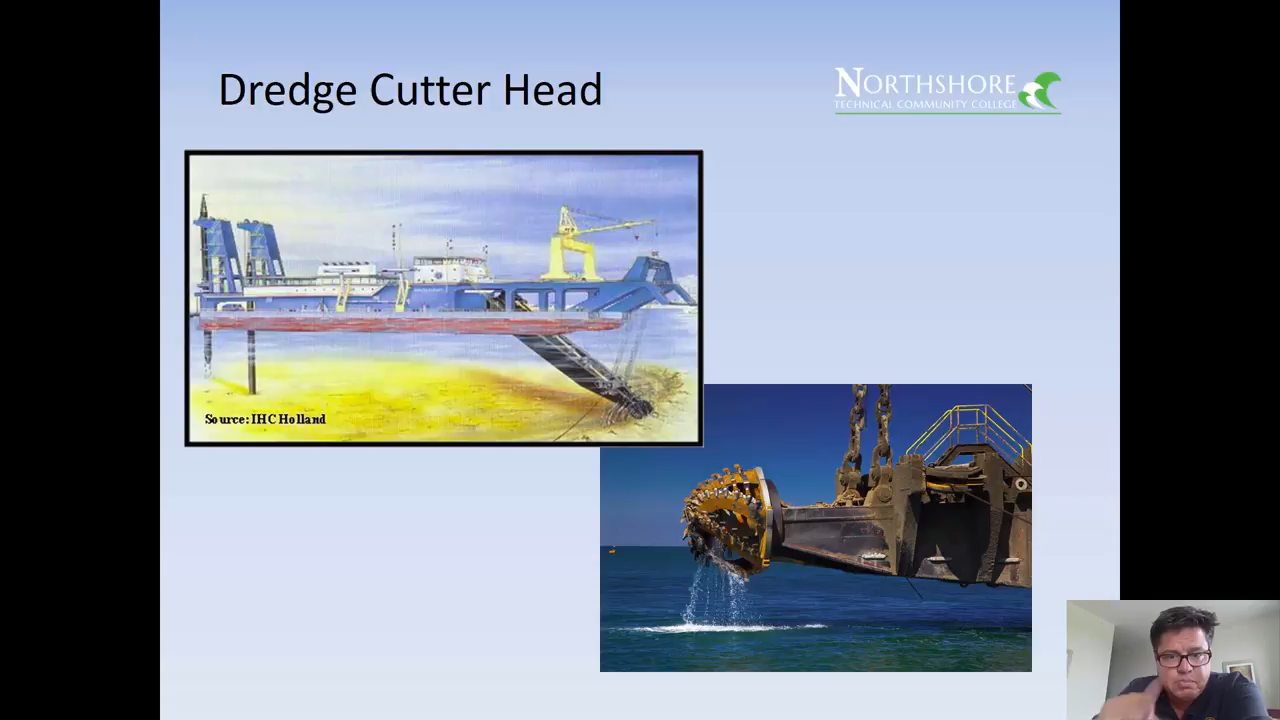 Dredge Cutter Head
NORTHSHORE
TECHNICAL COMMUNITY COLLEGE
Source: IHC Holland